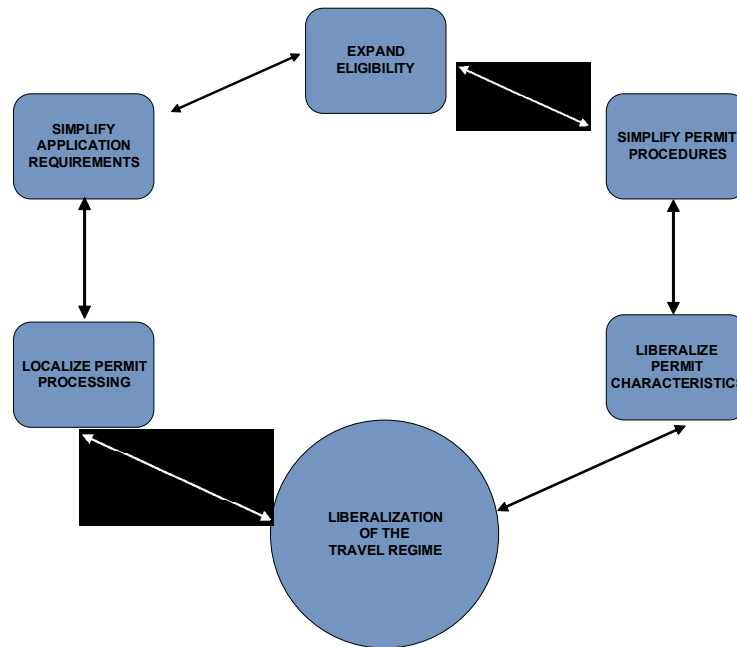 EXPAND
ELIGIBILITY
SIMPLIFY
APPLICATION
REQUIREMENTS
SIMPLIFY PERMIT
PROCEDURES
LOCALIZE PERMIT
PROCESSING
LIBERALIZE
PERMIT
CHARACTERISTICS
LIBERALIZATION
OF THE
TRAVEL REGIME